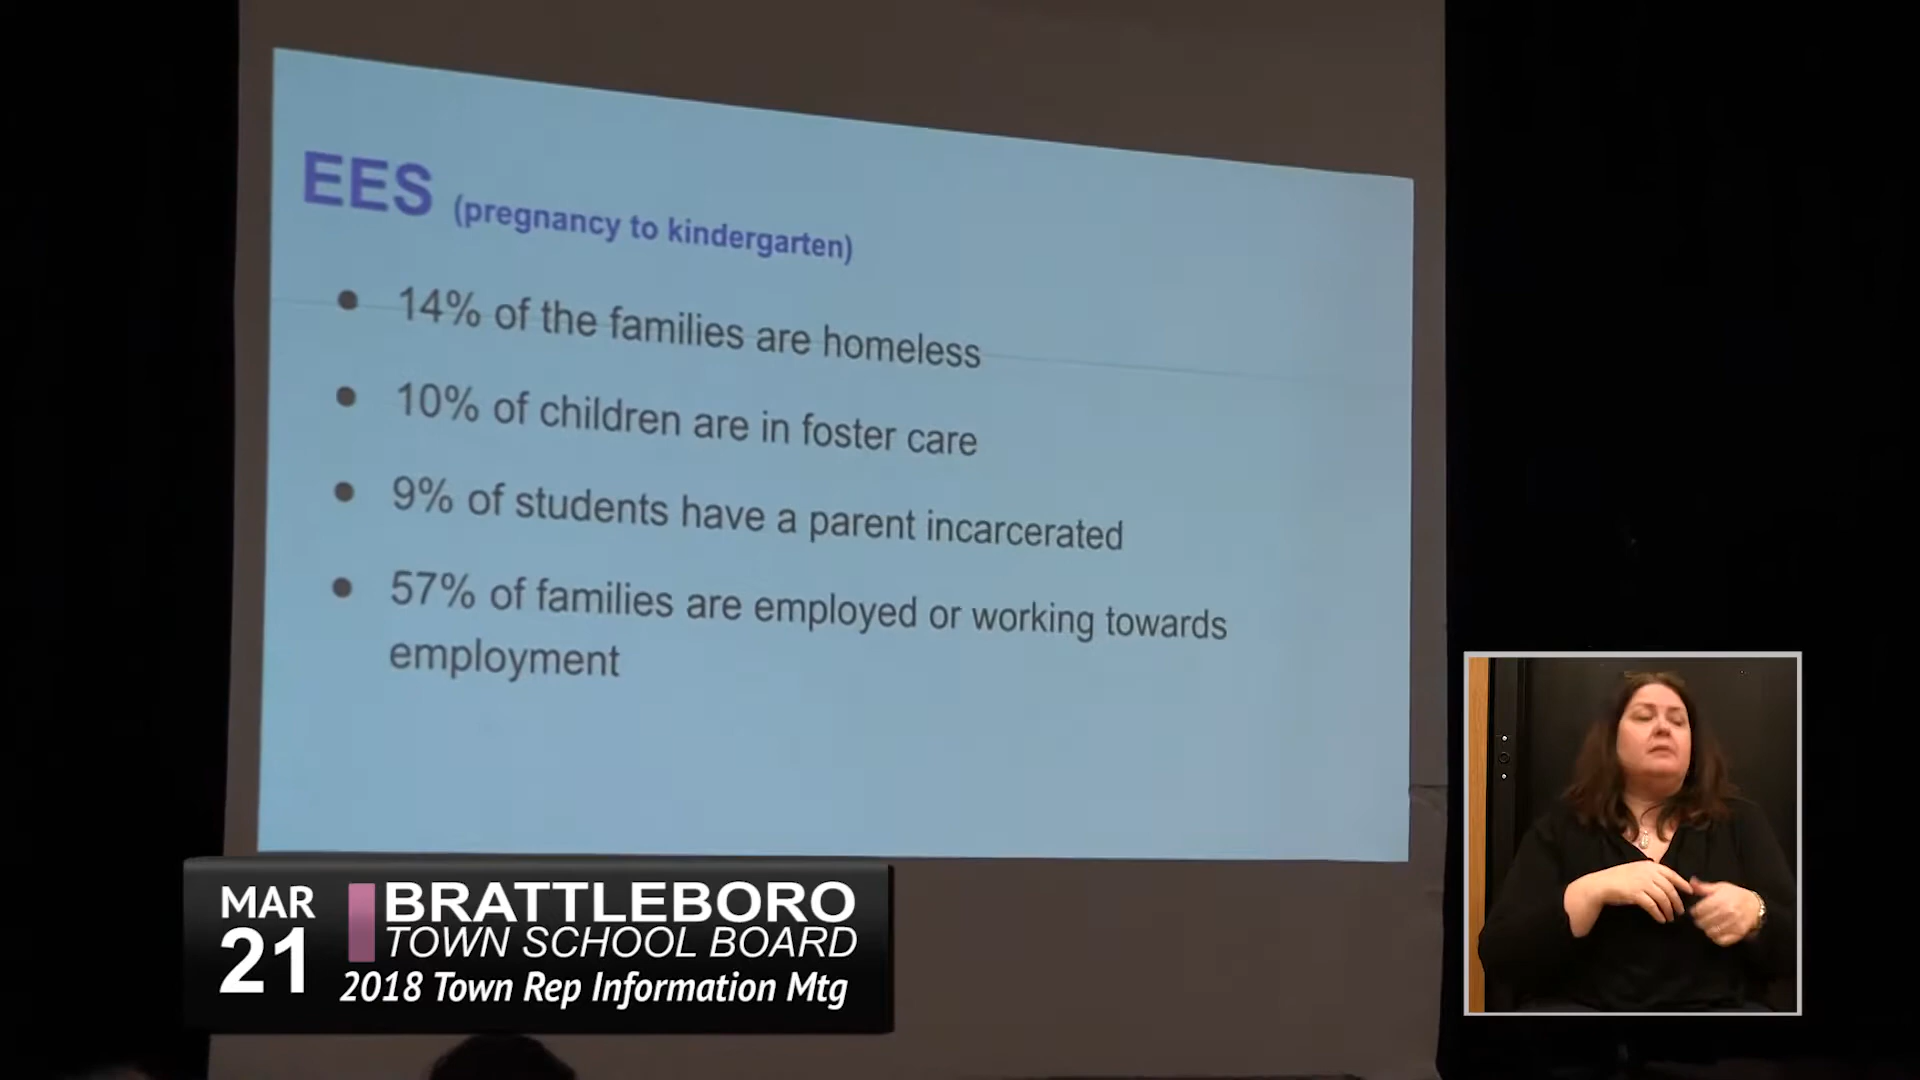 EES (pregnancy to kindergarten)
● 14% of the families are homeless
● 10% of children are in foster care
● 9% of students have a parent incarcerated
● 57% of families are employed or working towards
employment
MAR
21
BRATTLEBORO
TOWN SCHOOL BOARD
2018 Town Rep Information Mtg